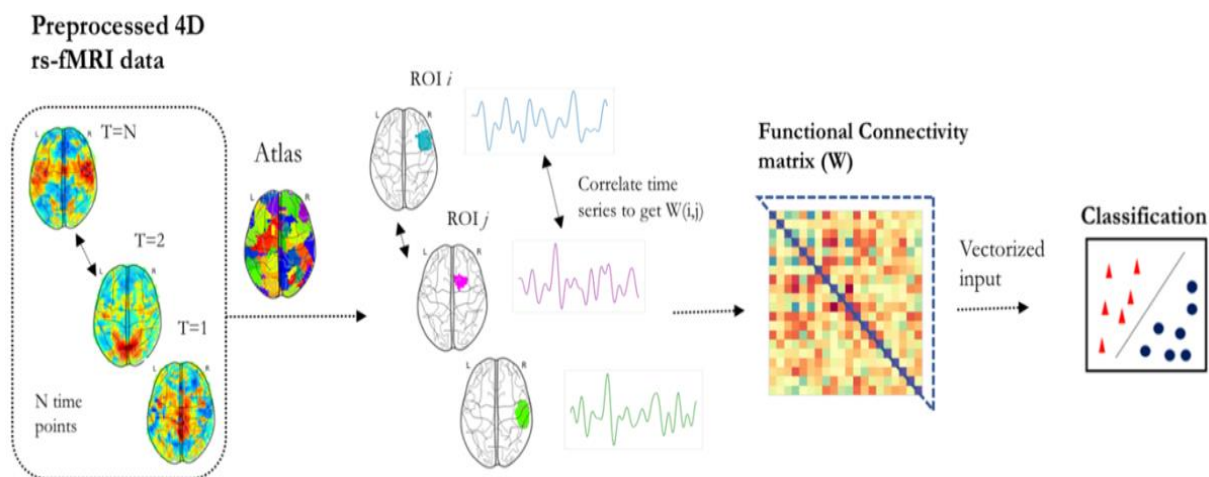 Preprocessed 4D
rs-fMRI data
T=N
L
R
T=2
L
R
T=1
L
R
N time
points
Atlas
L
R
ROI i
L
R
ROI j
L
R
L
R
Correlate time
series to get W(i,j)
Functional Connectivity
matrix (W)
Vectorized
input
Classification